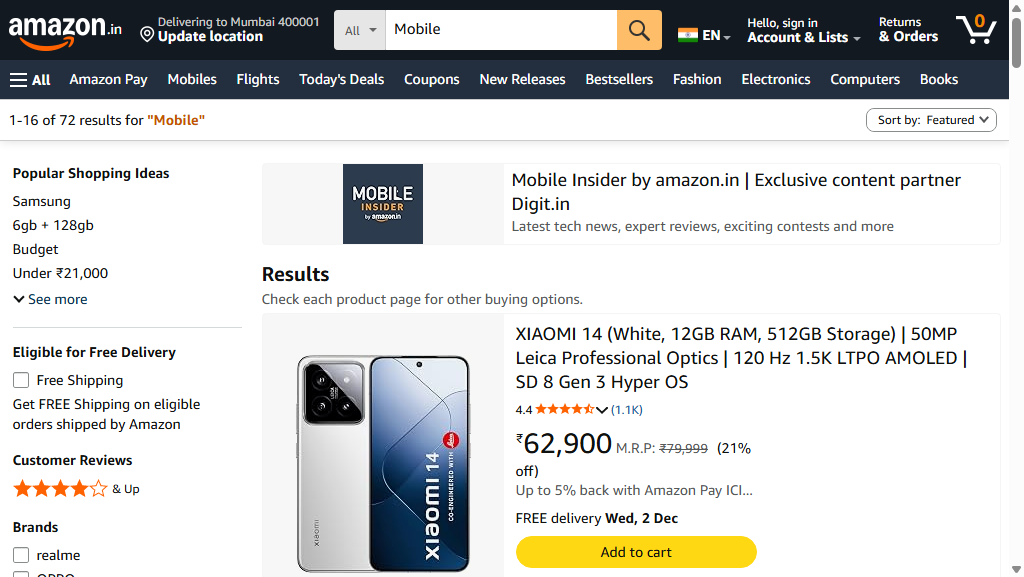 amazon.in
Delivering to Mumbai 400001
Update location
All
Mobile
EN
Hello, sign in
Account & Lists
Returns
& Orders
0
All
Amazon Pay
Mobiles
Flights
Today's Deals
Coupons
New Releases
Bestsellers
Fashion
Electronics
Computers
Books
1-16 of 72 results for "Mobile"
Sort by: Featured
Popular Shopping Ideas
Samsung
6gb + 128gb
Budget
Under ₹21,000
See more
Eligible for Free Delivery
Free Shipping
Get FREE Shipping on eligible
orders shipped by Amazon
Customer Reviews
& Up
Brands
realme
OPPO
MOBILE
INSIDER
by amazon.in
Mobile Insider by amazon.in | Exclusive content partner
Digit.in
Latest tech news, expert reviews, exciting contests and more
Results
Check each product page for other buying options.
xiaomi
xiaomi 14
CO-ENGINEERED WITH
Leica
XIAOMI 14 (White, 12GB RAM, 512GB Storage) | 50MP
Leica Professional Optics | 120 Hz 1.5K LTPO AMOLED |
SD 8 Gen 3 Hyper OS
4.4 (1.1K)
₹62,900 M.R.P: ₹79,999 (21%
off)
Up to 5% back with Amazon Pay ICI...
FREE delivery Wed, 2 Dec
Add to cart